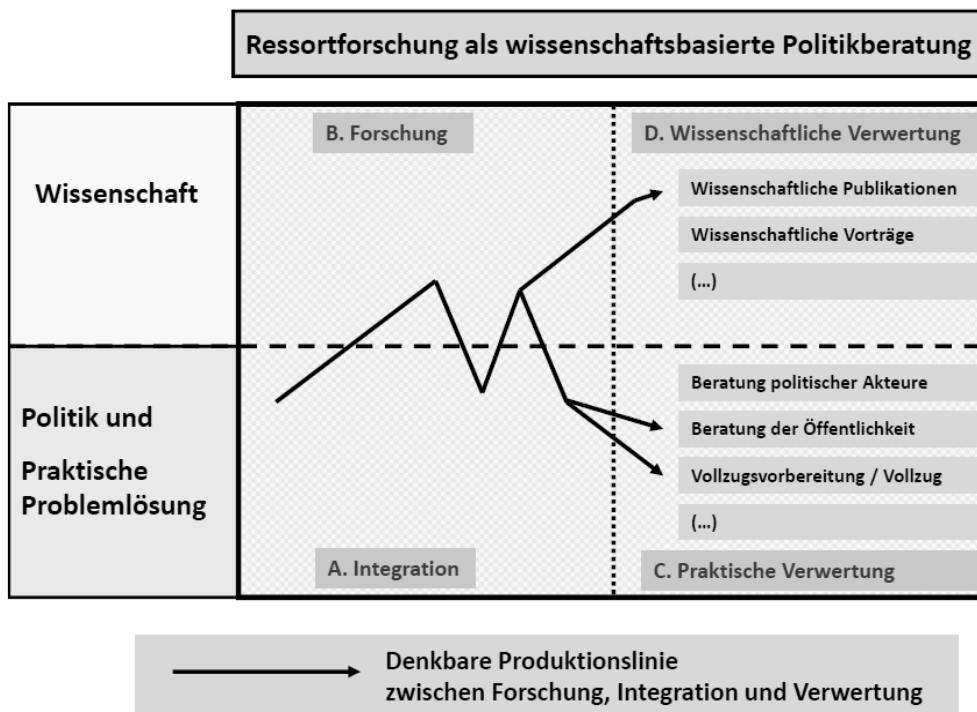 Ressortforschung als wissenschaftsbasierte Politikberatung
B. Forschung
D. Wissenschaftliche Verwertung
Wissenschaft
Wissenschaftliche Publikationen
Wissenschaftliche Vorträge
(...)
Politik und
Praktische
Problemlösung
Beratung politischer Akteure
Beratung der Öffentlichkeit
Vollzugsvorbereitung / Vollzug
(...)
A. Integration
C. Praktische Verwertung
Denkbare Produktionslinie
zwischen Forschung, Integration und Verwertung